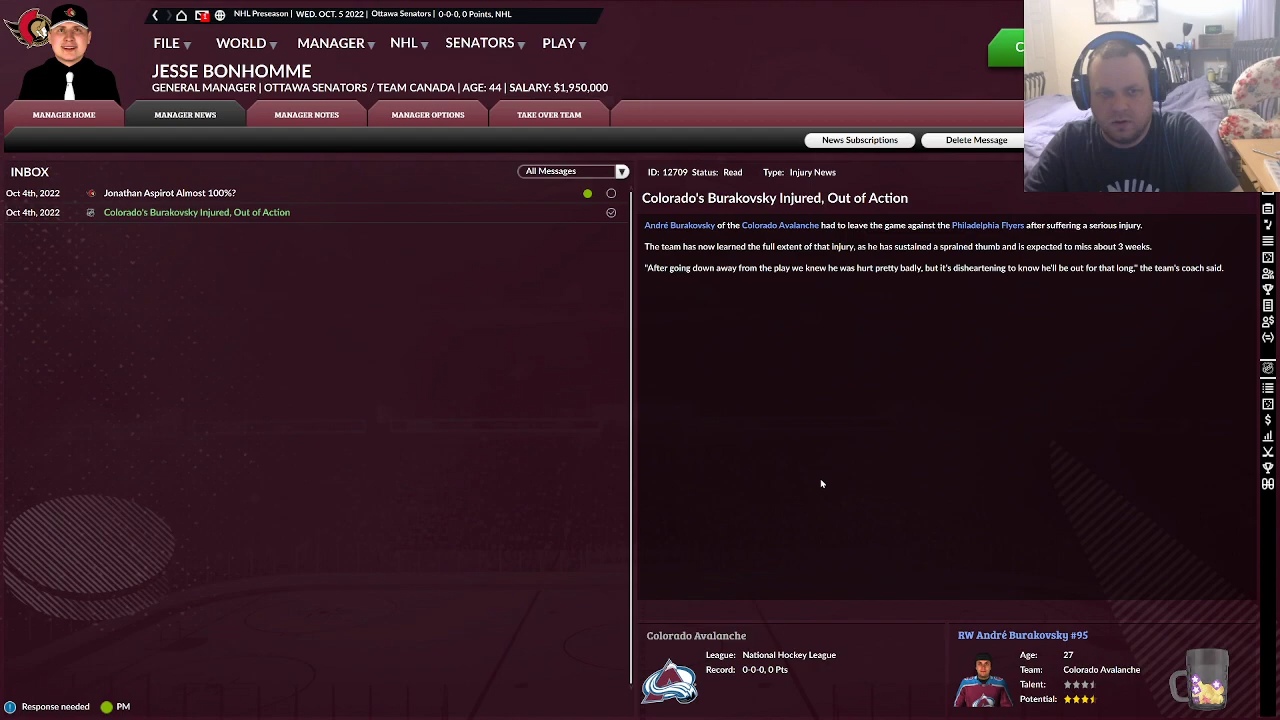 NHL Preseason | WED. OCT. 5 2022 | Ottawa Senators | 0-0-0, 0 Points, NHL
FILE WORLD MANAGER NHL SENATORS PLAY
JESSE BONHOMME
GENERAL MANAGER | OTTAWA SENATORS / TEAM CANADA | AGE: 44 | SALARY: $1,950,000
MANAGER HOME MANAGER NEWS MANAGER NOTES MANAGER OPTIONS TAKE OVER TEAM
News Subscriptions Delete Message
INBOX All Messages
Oct 4th, 2022 Jonathan Aspirot Almost 100%?
Oct 4th, 2022 Colorado's Burakovsky Injured, Out of Action
ID: 12709 Status: Read Type: Injury News
Colorado's Burakovsky Injured, Out of Action
André Burakovsky of the Colorado Avalanche had to leave the game against the Philadelphia Flyers after suffering a serious injury.
The team has now learned the full extent of that injury, as he has sustained a sprained thumb and is expected to miss about 3 weeks.
"After going down away from the play we knew he was hurt pretty badly, but it's disheartening to know he'll be out for that long," the team's coach said.
Colorado Avalanche
League: National Hockey League
Record: 0-0-0, 0 Pts
RW André Burakovsky #95
Age: 27
Team: Colorado Avalanche
Talent:
Potential:
Response needed PM